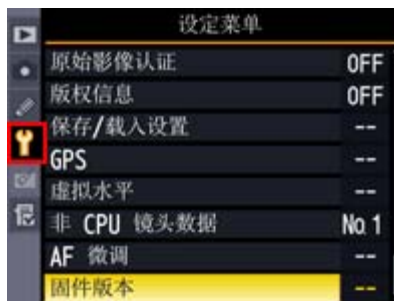 设定菜单
原始影像认证 OFF
版权信息 OFF
保存/载入设置 --
GPS --
虚拟水平 --
非 CPU 镜头数据 No.1
AF 微调 --
固件版本 --